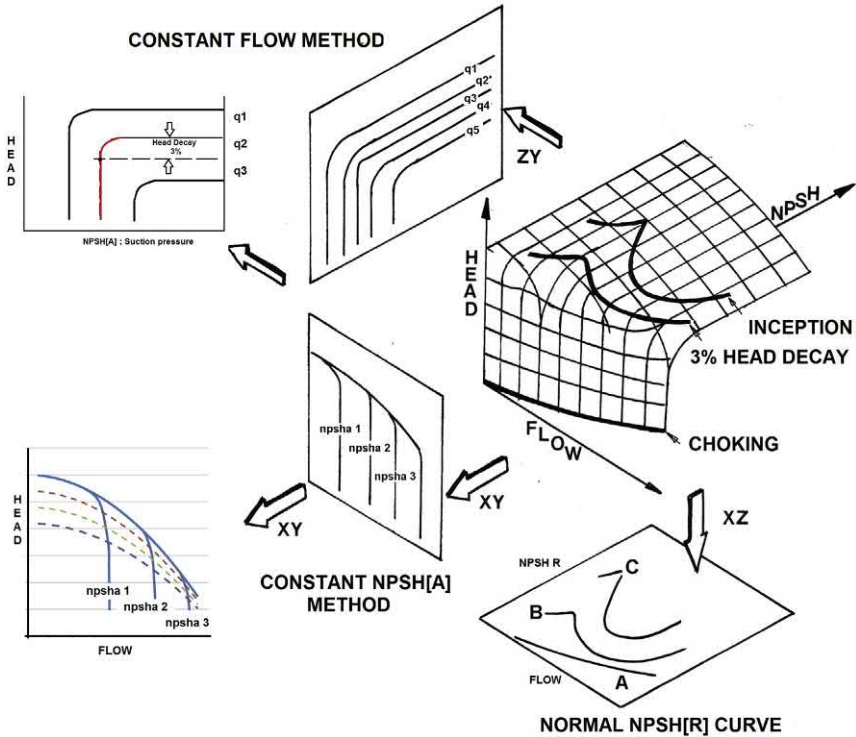 CONSTANT FLOW METHOD
HEAD
q1
q2
q3
Head Decay
3%
NPSH[A] : Suction pressure
q1
q2'
q3
q4
q5
ZY
NPSH
HEAD
FLOW
INCEPTION
3% HEAD DECAY
CHOKING
npsha 1
npsha 2
npsha 3
XY
XY
CONSTANT NPSH[A]
METHOD
HEAD
npsha 1
npsha 2
npsha 3
FLOW
XZ
NPSH R
C
B
A
FLOW
NORMAL NPSH[R] CURVE